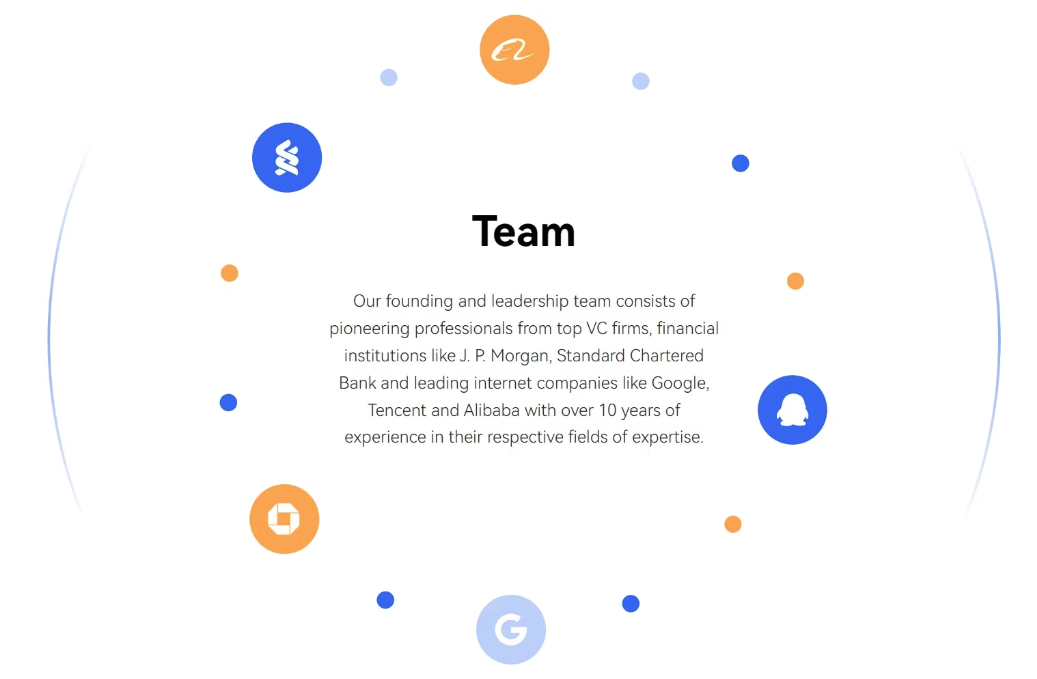 Team
Our founding and leadership team consists of
pioneering professionals from top VC firms, financial
institutions like J. P. Morgan, Standard Chartered
Bank and leading internet companies like Google,
Tencent and Alibaba with over 10 years of
experience in their respective fields of expertise.
G